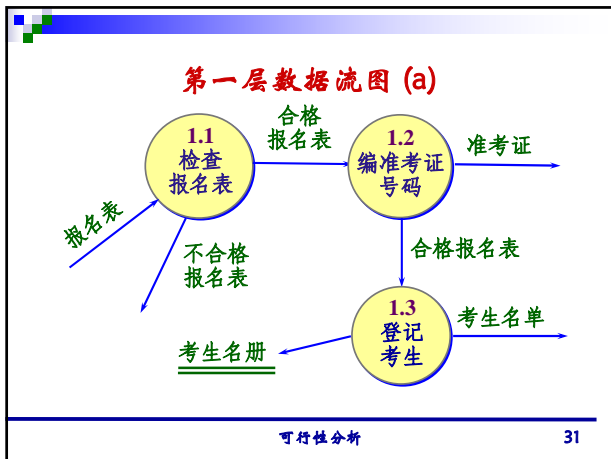 第一层数据流图 (a)
1.1
检查
报名表
合格
报名表
1.2
编准考证
号码
准考证
报名表
不合格
报名表
合格报名表
1.3
登记
考生
考生名单
考生名册
可行性分析
31